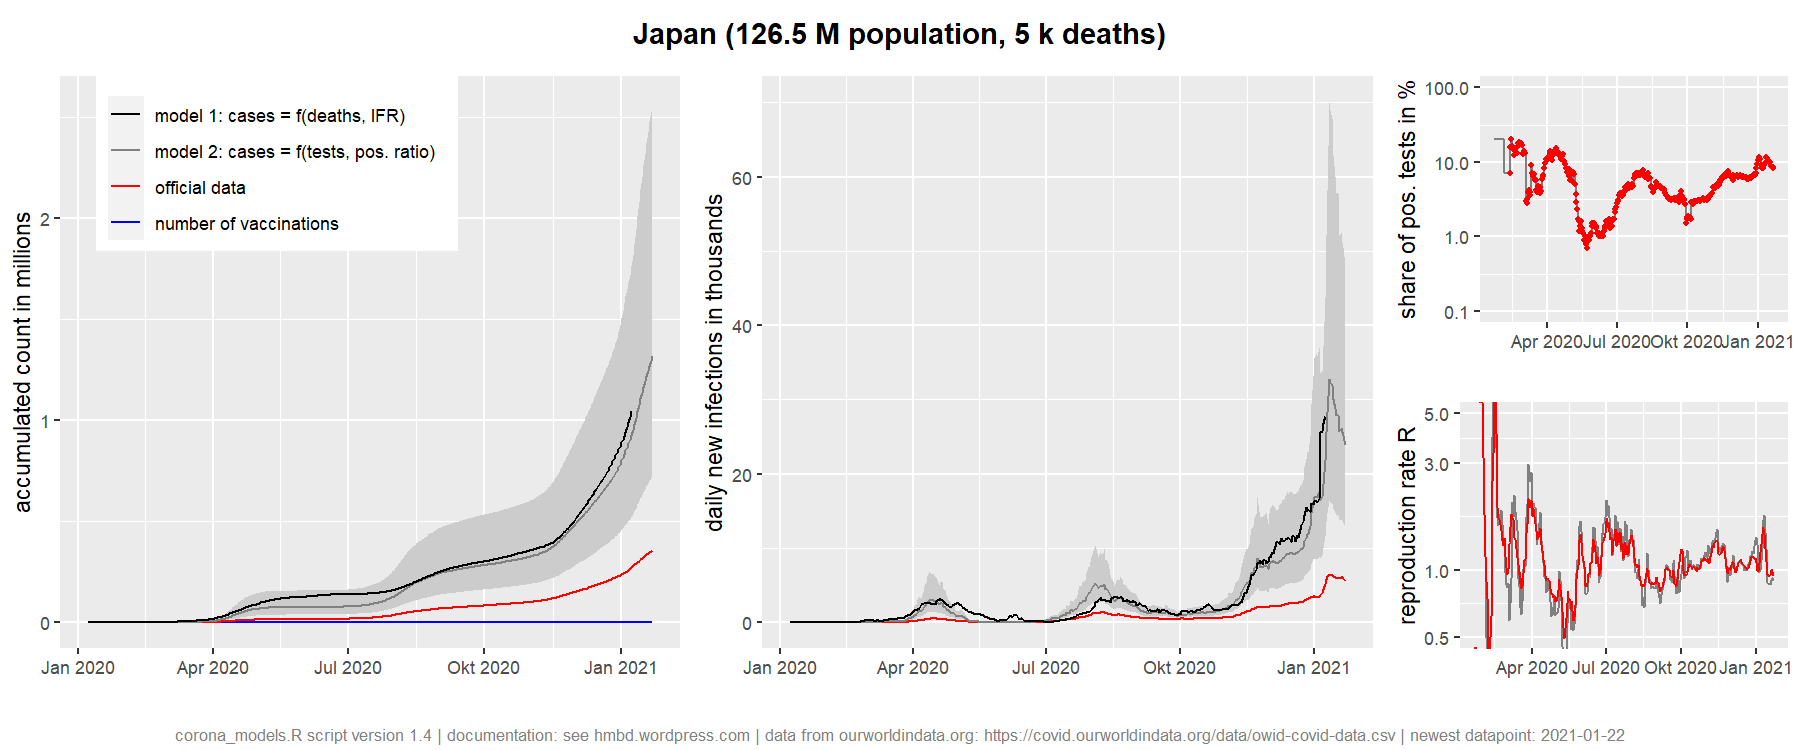 Japan (126.5 M population, 5 k deaths)
accumulated count in millions
2
1
0
model 1: cases = f(deaths, IFR)
model 2: cases = f(tests, pos. ratio)
official data
number of vaccinations
Jan 2020 Apr 2020 Jul 2020 Okt 2020 Jan 2021
daily new infections in thousands
60
40
20
0
Jan 2020 Apr 2020 Jul 2020 Okt 2020 Jan 2021
share of pos. tests in %
100.0
10.0
1.0
0.1
Apr 2020 Jul 2020 Okt 2020 Jan 2021
reproduction rate R
5.0
3.0
1.0
0.5
Apr 2020 Jul 2020 Okt 2020 Jan 2021
corona_models.R script version 1.4 | documentation: see hmbd.wordpress.com | data from ourworldindata.org: https://covid.ourworldindata.org/data/owid-covid-data.csv | newest datapoint: 2021-01-22